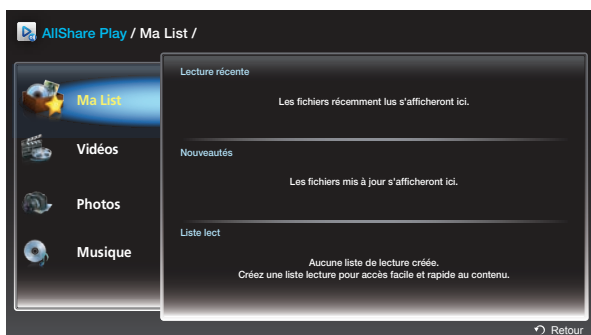 AllShare Play / Ma List /
Ma List
Vidéos
Photos
Musique
Lecture récente
Les fichiers récemment lus s'afficheront ici.
Nouveautés
Les fichiers mis à jour s'afficheront ici.
Liste lect
Aucune liste de lecture créée.
Créez une liste lecture pour accès facile et rapide au contenu.
Retour